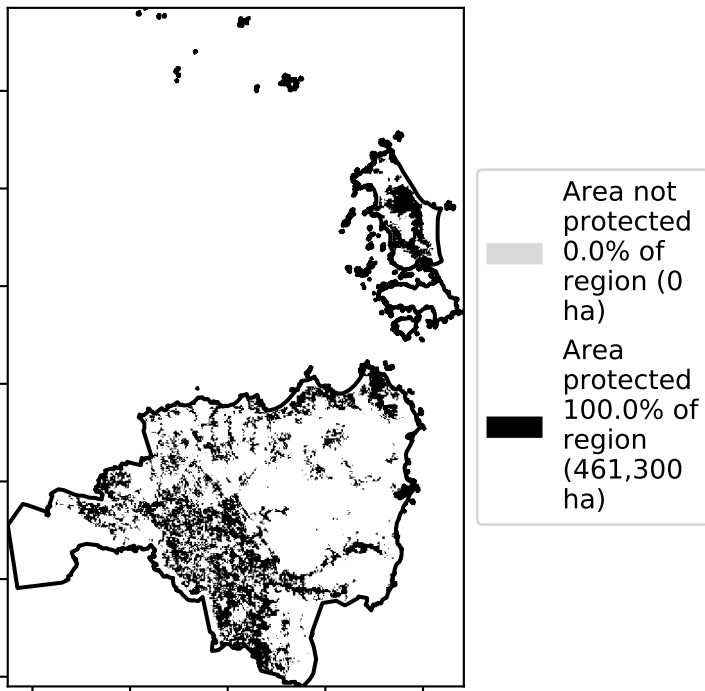 Area not
protected
0.0% of
region (0
ha)
Area
protected
100.0% of
region
(461,300
ha)